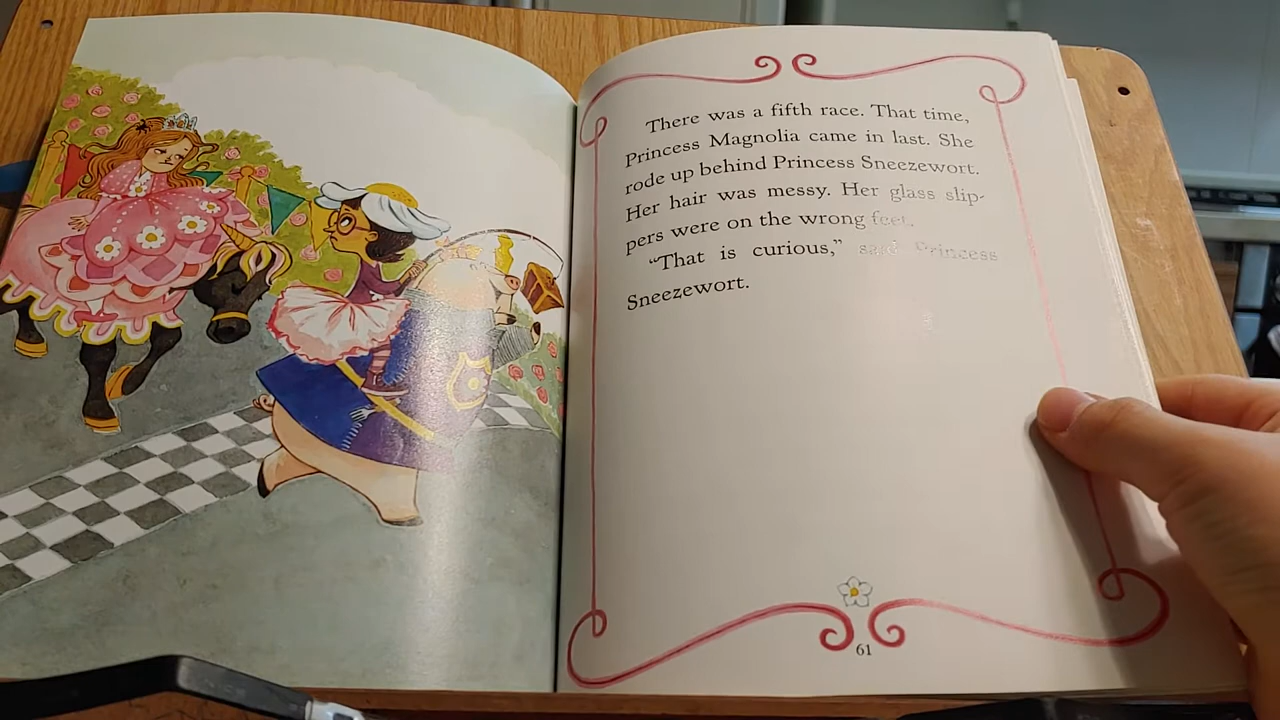 There was a fifth race. That time,
Princess Magnolia came in last. She
rode up behind Princess Sneezewort.
Her hair was messy. Her glass slip-
pers were on the wrong feet.
“That is curious,” said Princess
Sneezewort.
61